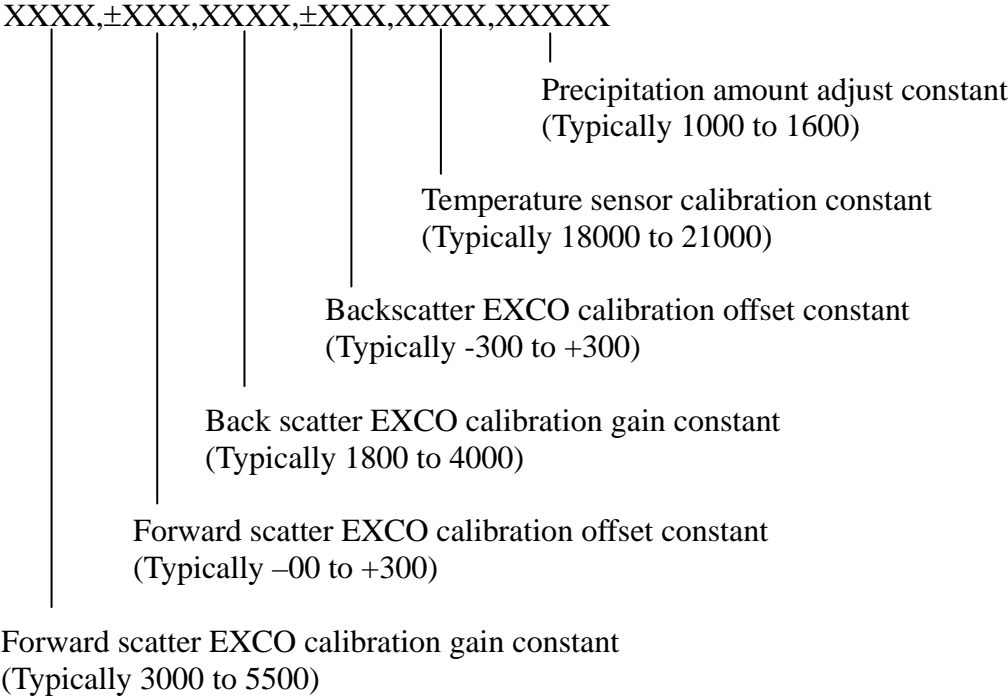 XXXX,±XXX,XXXX,±XXX,XXXX,XXXXX
Precipitation amount adjust constant
(Typically 1000 to 1600)
Temperature sensor calibration constant
(Typically 18000 to 21000)
Backscatter EXCO calibration offset constant
(Typically -300 to +300)
Back scatter EXCO calibration gain constant
(Typically 1800 to 4000)
Forward scatter EXCO calibration offset constant
(Typically –00 to +300)
Forward scatter EXCO calibration gain constant
(Typically 3000 to 5500)